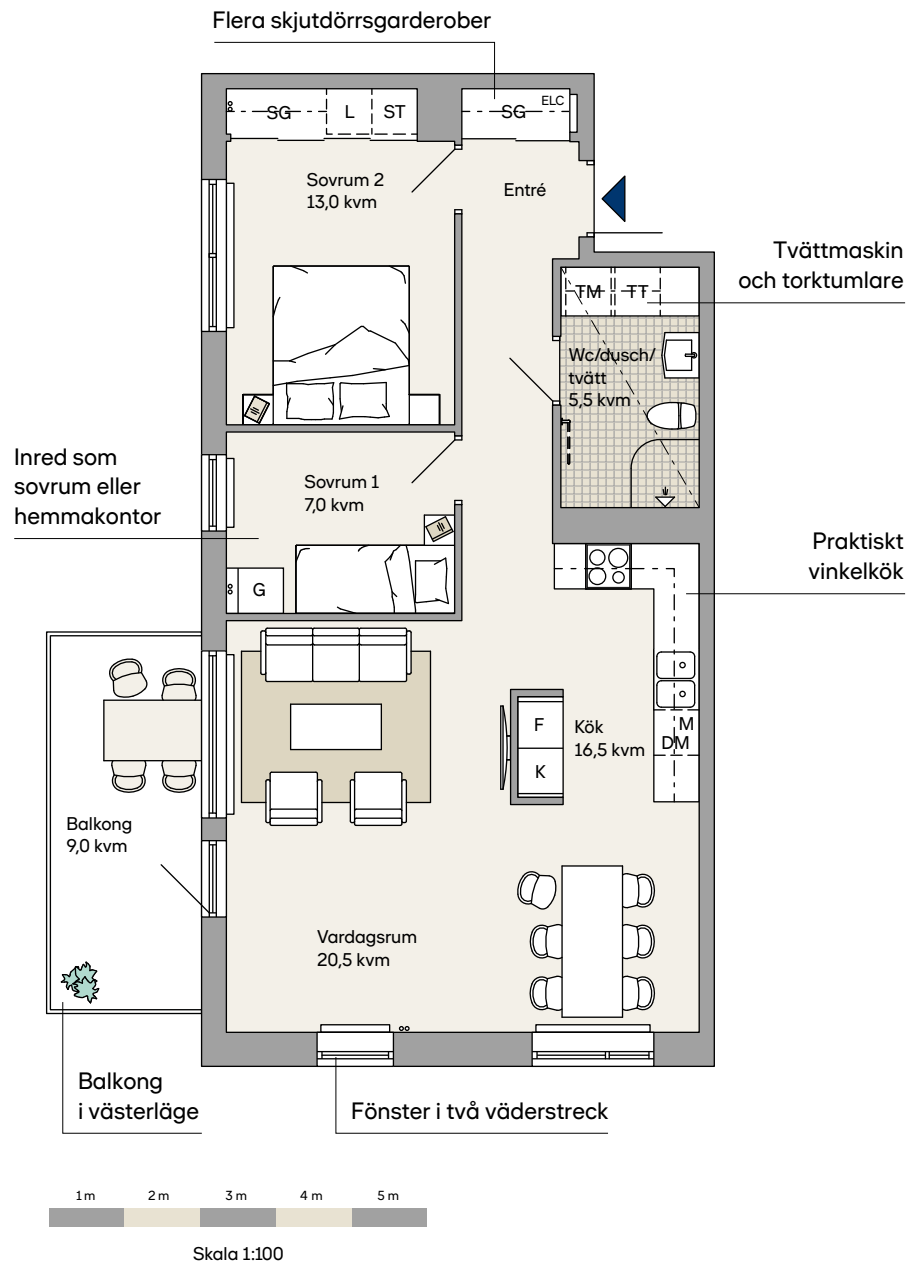 Flera skjutdörrsgarderober
SG
L
ST
SG
ELC
Sovrum 2
13,0 kvm
Entré
Tvättmaskin
och torktumlare
TM
TT
Wc/dusch/
tvätt
5,5 kvm
Inred som
sovrum eller
hemmakontor
Sovrum 1
7,0 kvm
G
Praktiskt
vinkelkök
F
K
Kök
16,5 kvm
M
DM
Balkong
9,0 kvm
Vardagsrum
20,5 kvm
Balkong
i västerläge
Fönster i två väderstreck
1 m 2 m 3 m 4 m 5 m
Skala 1:100